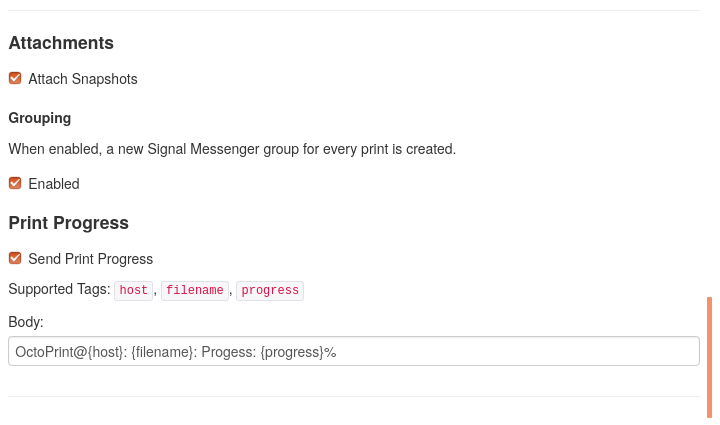 Attachments
Attach Snapshots
Grouping
When enabled, a new Signal Messenger group for every print is created.
Enabled
Print Progress
Send Print Progress
Supported Tags: host, filename, progress
Body:
OctoPrint@{host}: {filename}: Progess: {progress}%